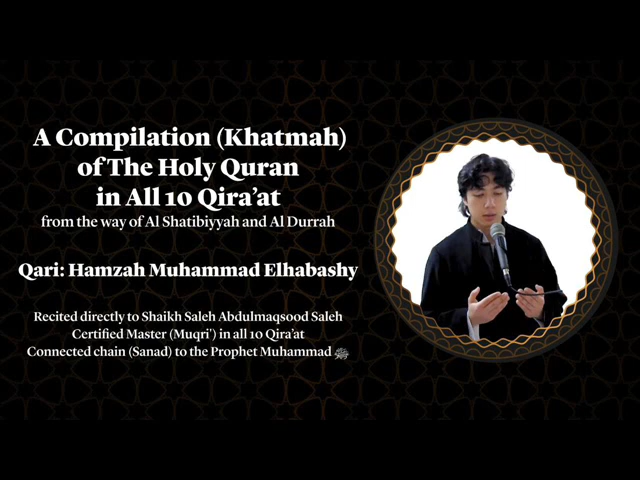 A Compilation (Khatmah)
of The Holy Quran
in All 10 Qira'at
from the way of Al Shatibiyyah and Al Durrah
Qari: Hamzah Muhammad Elhabashy
Recited directly to Shaikh Saleh Abdulmaqsood Saleh
Certified Master (Muqri') in all 10 Qira'at
Connected chain (Sanad) to the Prophet Muhammad ﷺ